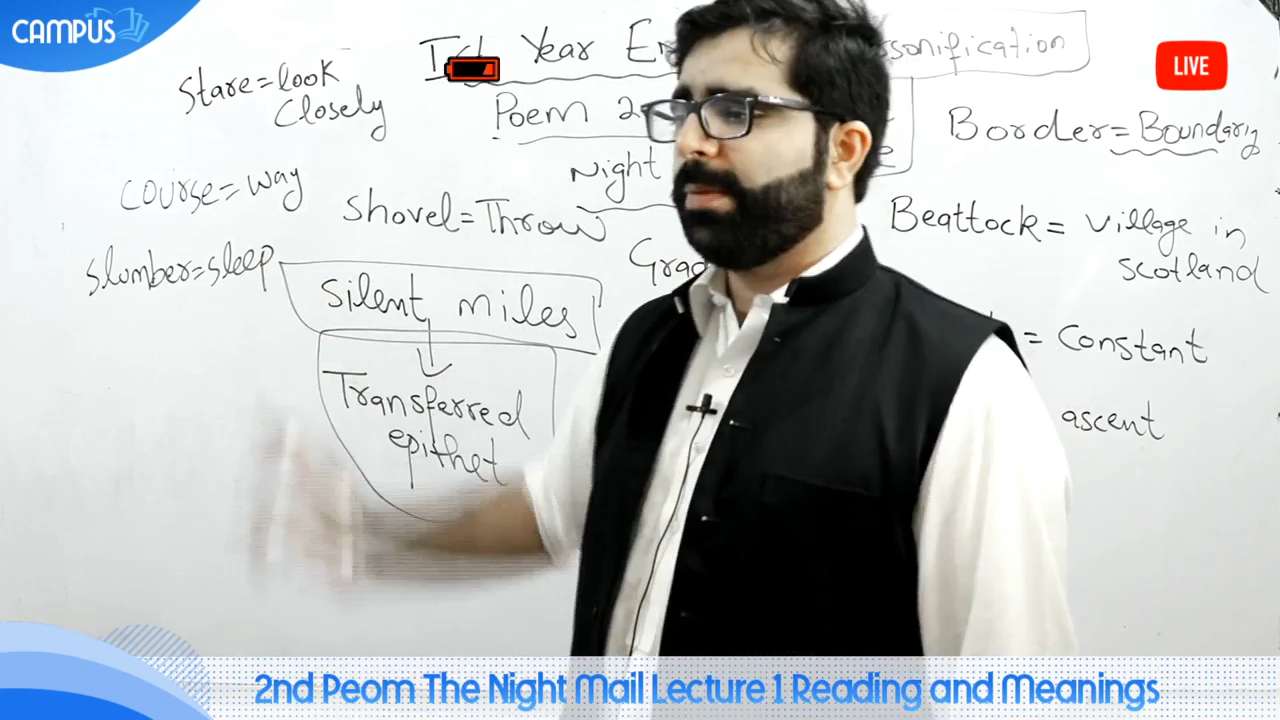 CAMPUS
LIVE
Year
Poem 2
Night
Stare = look
Closely
Course = way
Shovel = Throw
Slumber = sleep
silent miles
Transferred
epithet
Border = Boundary
Beattock = village in
scotland
= Constant
ascent
2nd Peom The Night Mail Lecture 1 Reading and Meanings